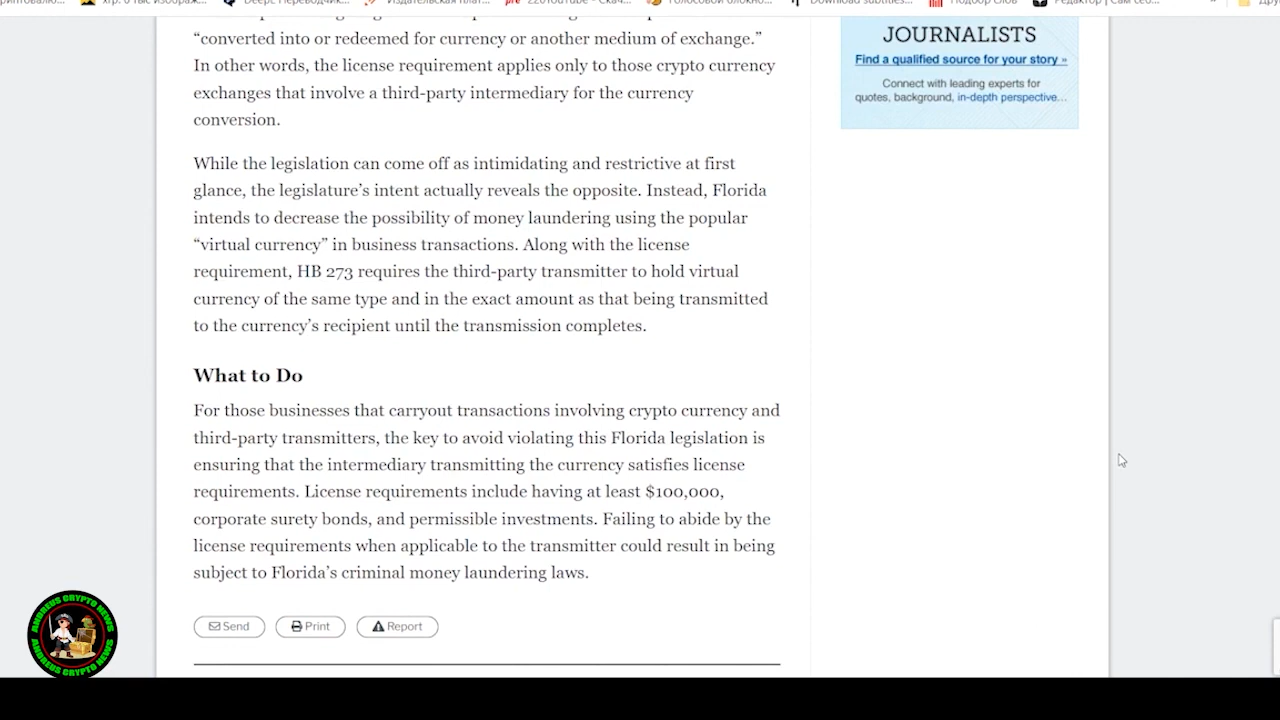 DeepL Переводчик...
“converted into or redeemed for currency or another medium of exchange.”
In other words, the license requirement applies only to those crypto currency
exchanges that involve a third-party intermediary for the currency
conversion.
While the legislation can come off as intimidating and restrictive at first
glance, the legislature’s intent actually reveals the opposite. Instead, Florida
intends to decrease the possibility of money laundering using the popular
“virtual currency” in business transactions. Along with the license
requirement, HB 273 requires the third-party transmitter to hold virtual
currency of the same type and in the exact amount as that being transmitted
to the currency’s recipient until the transmission completes.
What to Do
For those businesses that carryout transactions involving crypto currency and
third-party transmitters, the key to avoid violating this Florida legislation is
ensuring that the intermediary transmitting the currency satisfies license
requirements. License requirements include having at least $100,000,
corporate surety bonds, and permissible investments. Failing to abide by the
license requirements when applicable to the transmitter could result in being
subject to Florida’s criminal money laundering laws.
Send
Print
Report
JOURNALISTS
Find a qualified source for your story »
Connect with leading experts for
quotes, background, in-depth perspective...
ANDREUS CRYPTO NEWS
ANDREUS CRYPTO NEWS